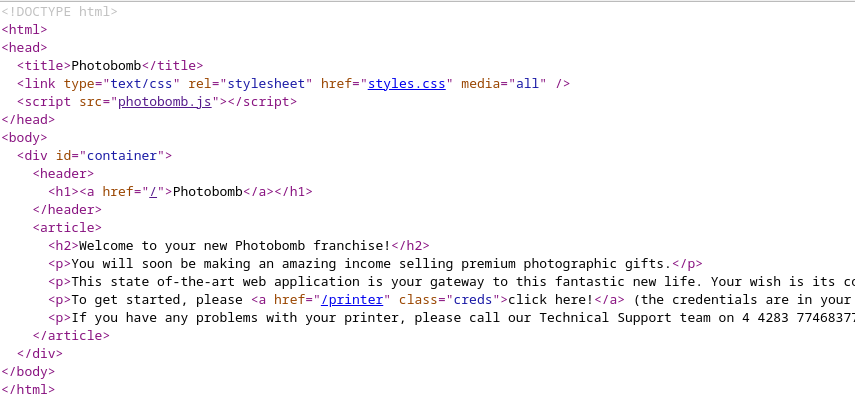 <!DOCTYPE html>
<html>
<head>
  <title>Photobomb</title>
  <link type="text/css" rel="stylesheet" href="styles.css" media="all" />
  <script src="photobomb.js"></script>
</head>
<body>
  <div id="container">
    <header>
      <h1><a href="/">Photobomb</a></h1>
    </header>
    <article>
      <h2>Welcome to your new Photobomb franchise!</h2>
      <p>You will soon be making an amazing income selling premium photographic gifts.</p>
      <p>This state of-the-art web application is your gateway to this fantastic new life. Your wish is its co
      <p>To get started, please <a href="/printer" class="creds">click here!</a> (the credentials are in your
      <p>If you have any problems with your printer, please call our Technical Support team on 4 4283 77468377
    </article>
  </div>
</body>
</html>